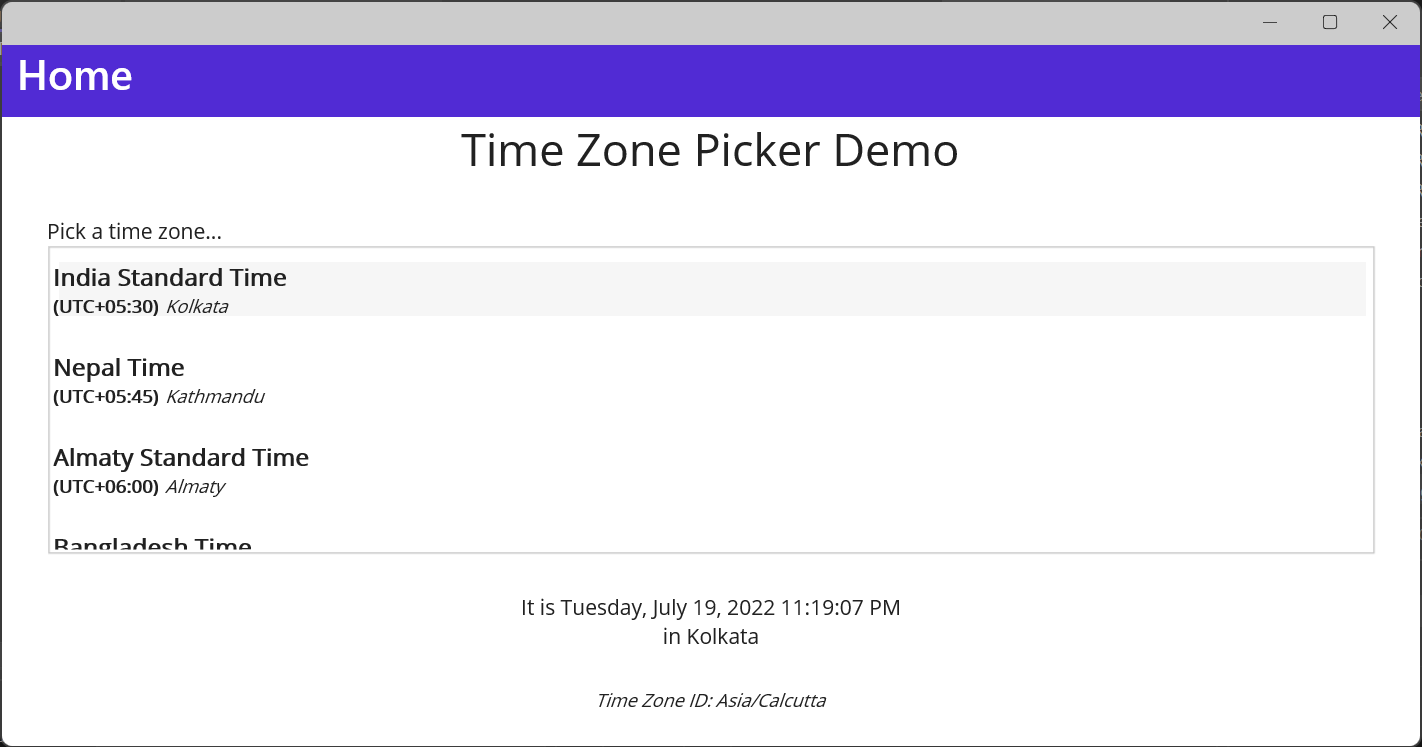 Home
Time Zone Picker Demo
Pick a time zone...
India Standard Time
(UTC+05:30) Kolkata
Nepal Time
(UTC+05:45) Kathmandu
Almaty Standard Time
(UTC+06:00) Almaty
Bangladesh Time
It is Tuesday, July 19, 2022 11:19:07 PM
in Kolkata
Time Zone ID: Asia/Calcutta